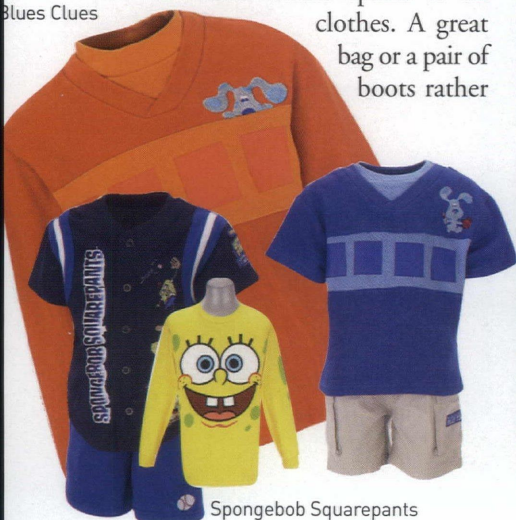 Blues Clues
clothes. A great
bag or a pair of
boots rather
SPONGEBOB SQUAREPANTS
Spongebob Squarepants